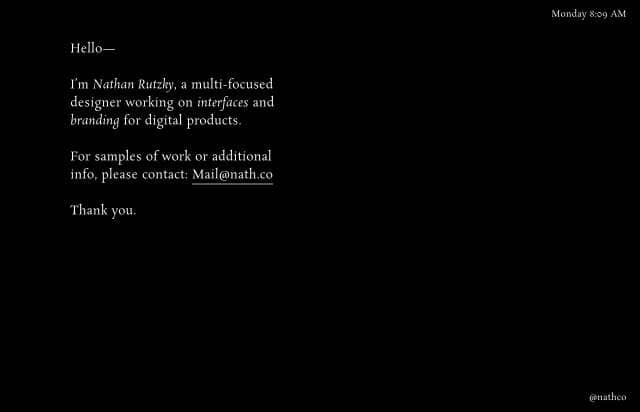 Monday 8:09 AM
Hello—
I'm Nathan Rutzky, a multi-focused
designer working on interfaces and
branding for digital products.
For samples of work or additional
info, please contact: Mail@nath.co
Thank you.
@nathco